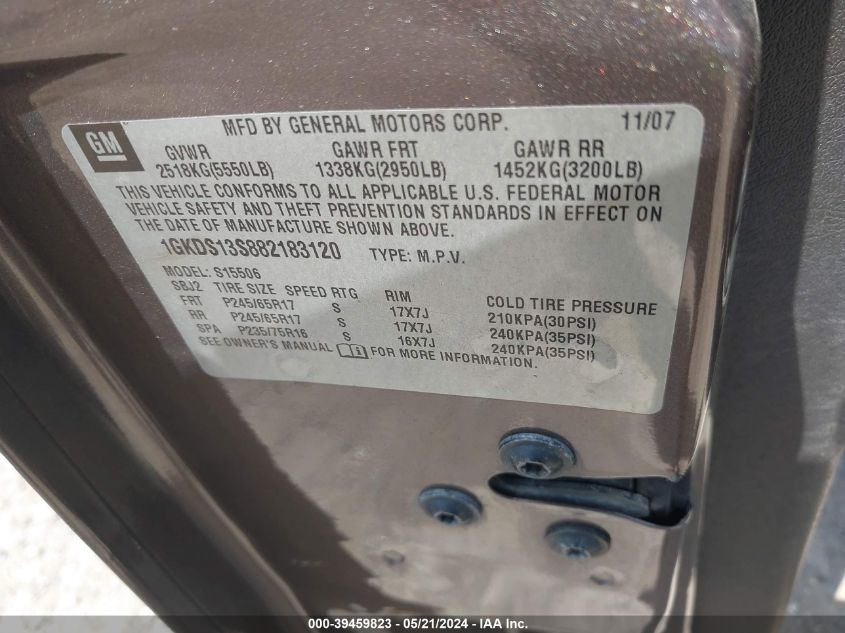 GM
MFD BY GENERAL MOTORS CORP. 11/07
GVWR GAWR FRT GAWR RR
2518KG(5550LB) 1338KG(2950LB) 1452KG(3200LB)
THIS VEHICLE CONFORMS TO ALL APPLICABLE U.S. FEDERAL MOTOR
VEHICLE SAFETY AND THEFT PREVENTION STANDARDS IN EFFECT ON
THE DATE OF MANUFACTURE SHOWN ABOVE.
1GKDS13S882183120 TYPE: M.P.V.
MODEL: S15506
SBJ2 TIRE SIZE SPEED RTG RIM COLD TIRE PRESSURE
FRT P245/65R17 S 17X7J 210KPA(30PSI)
RR P245/65R17 S 17X7J 240KPA(35PSI)
SPA P235/75R16 S 16X7J 240KPA(35PSI)
SEE OWNER'S MANUAL FOR MORE INFORMATION.
000-39459823 - 05/21/2024 - IAA Inc.